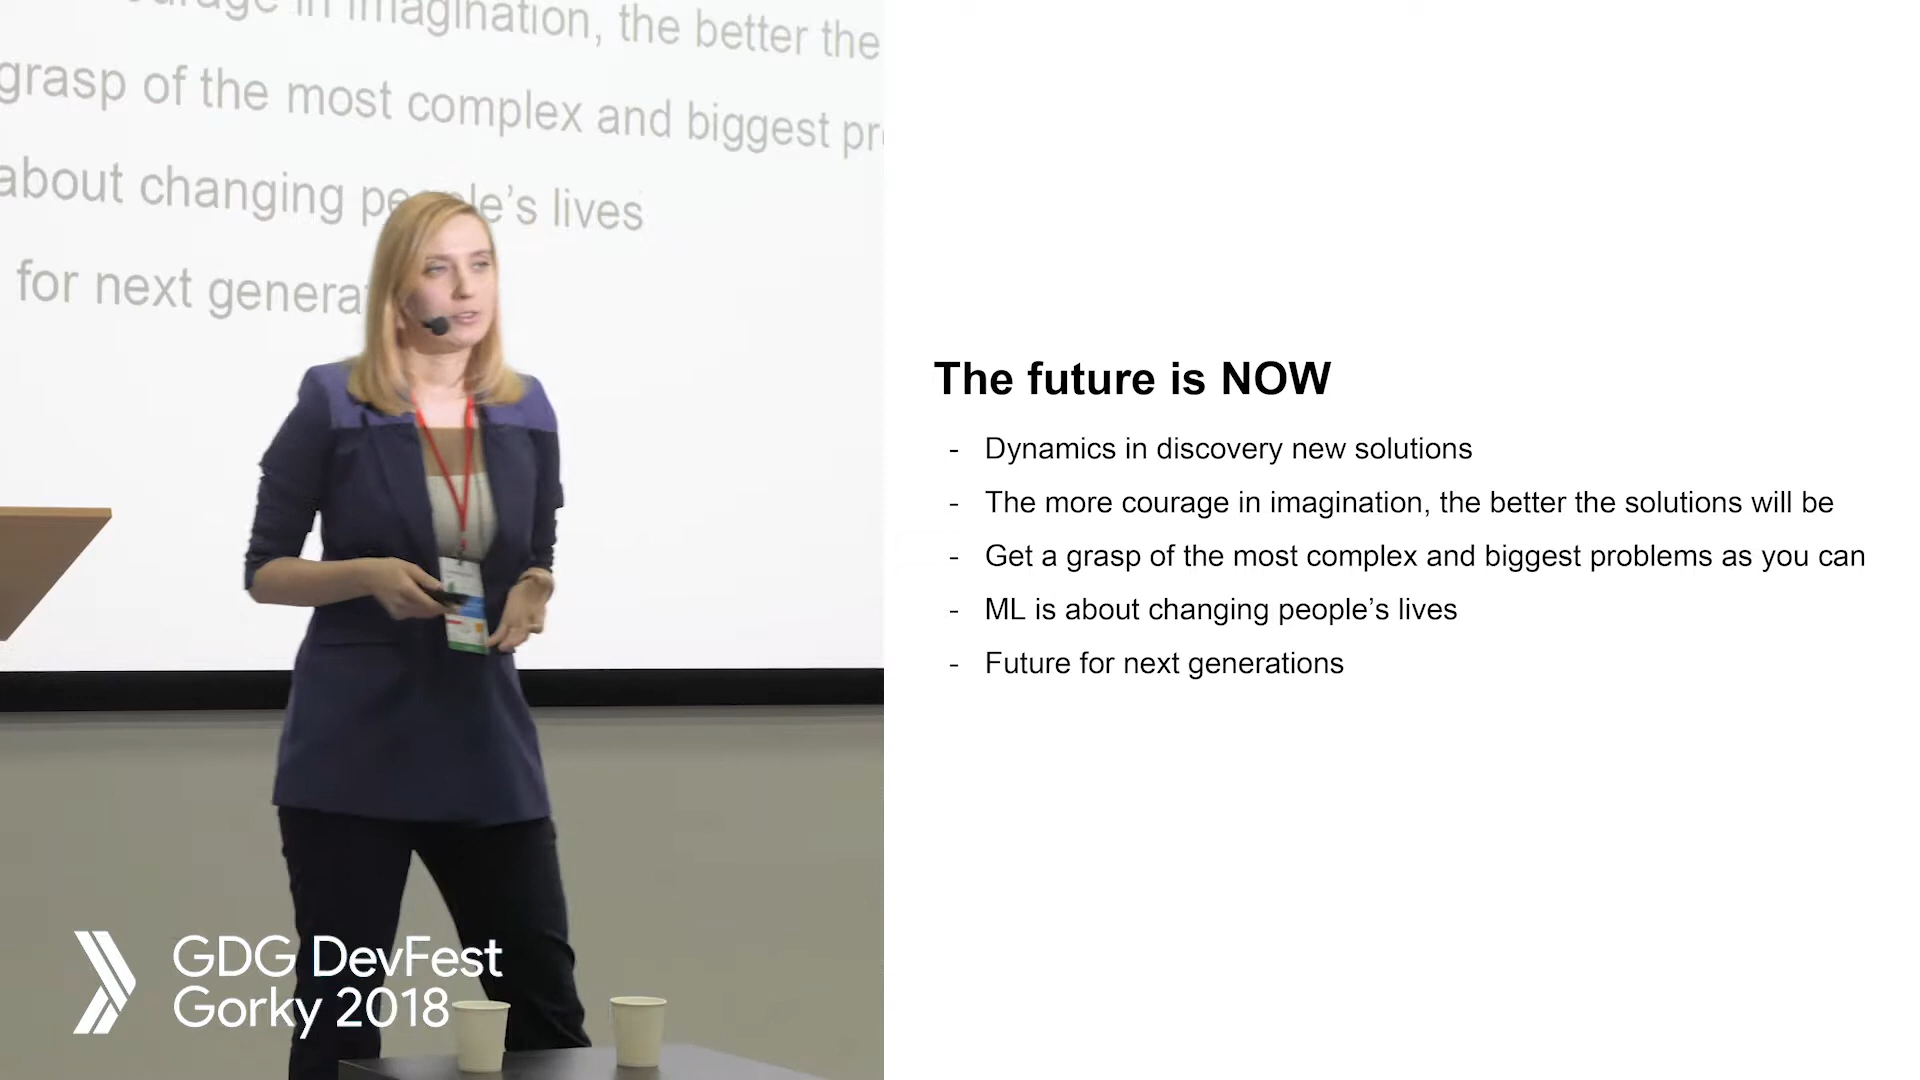 urage in imagination, the better the
grasp of the most complex and biggest pr
about changing pe le's lives
for next genera
GDG DevFest
Gorky 2018
The future is NOW
- Dynamics in discovery new solutions
- The more courage in imagination, the better the solutions will be
- Get a grasp of the most complex and biggest problems as you can
- ML is about changing people’s lives
- Future for next generations